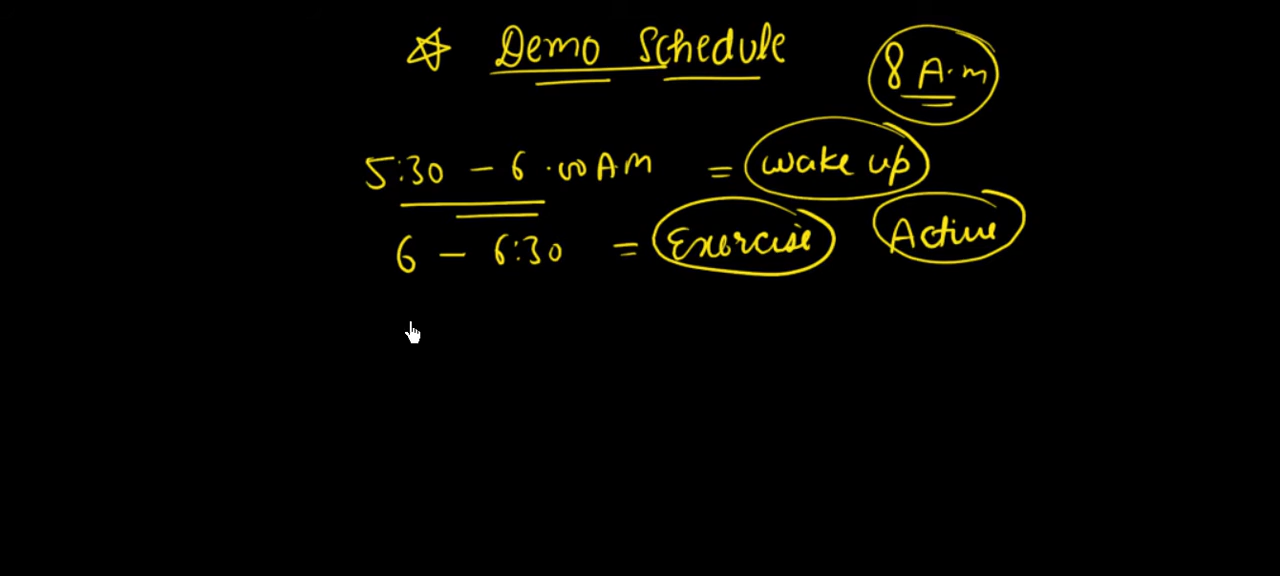 ☆ Demo Schedule
8 A.m
5:30 - 6.00 AM = wake up
6 - 6:30 = Exercise Active